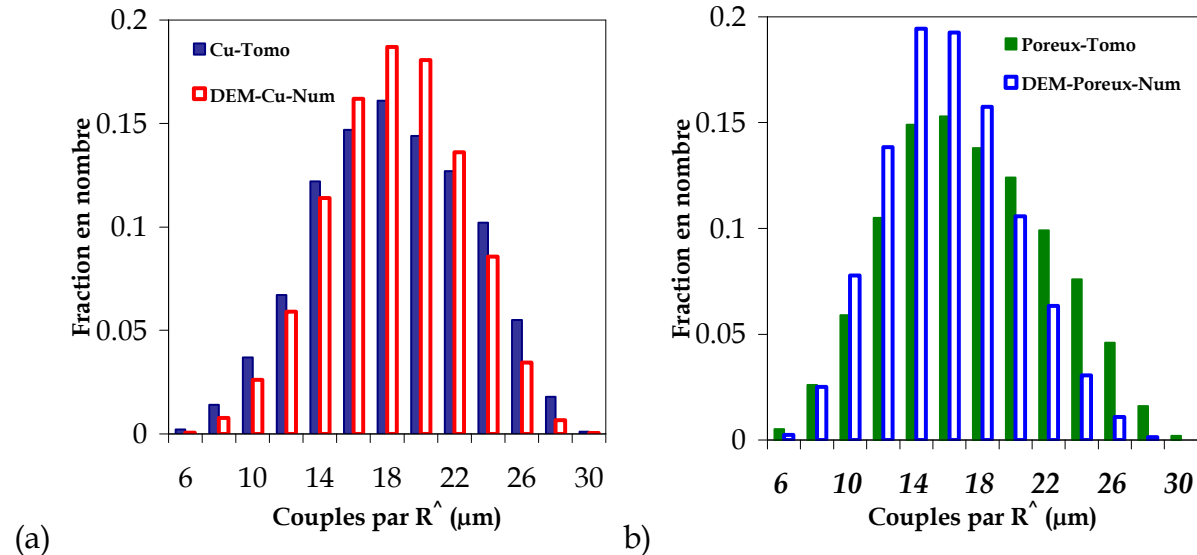 0.2
0.15
0.1
0.05
0
Fraction en nombre
Cu-Tomo
DEM-Cu-Num
6 10 14 18 22 26 30
Couples par R^ (µm)
(a)
0.2
0.15
0.1
0.05
0
Fraction en nombre
Poreux-Tomo
DEM-Poreux-Num
6 10 14 18 22 26 30
Couples par R^ (µm)
b)